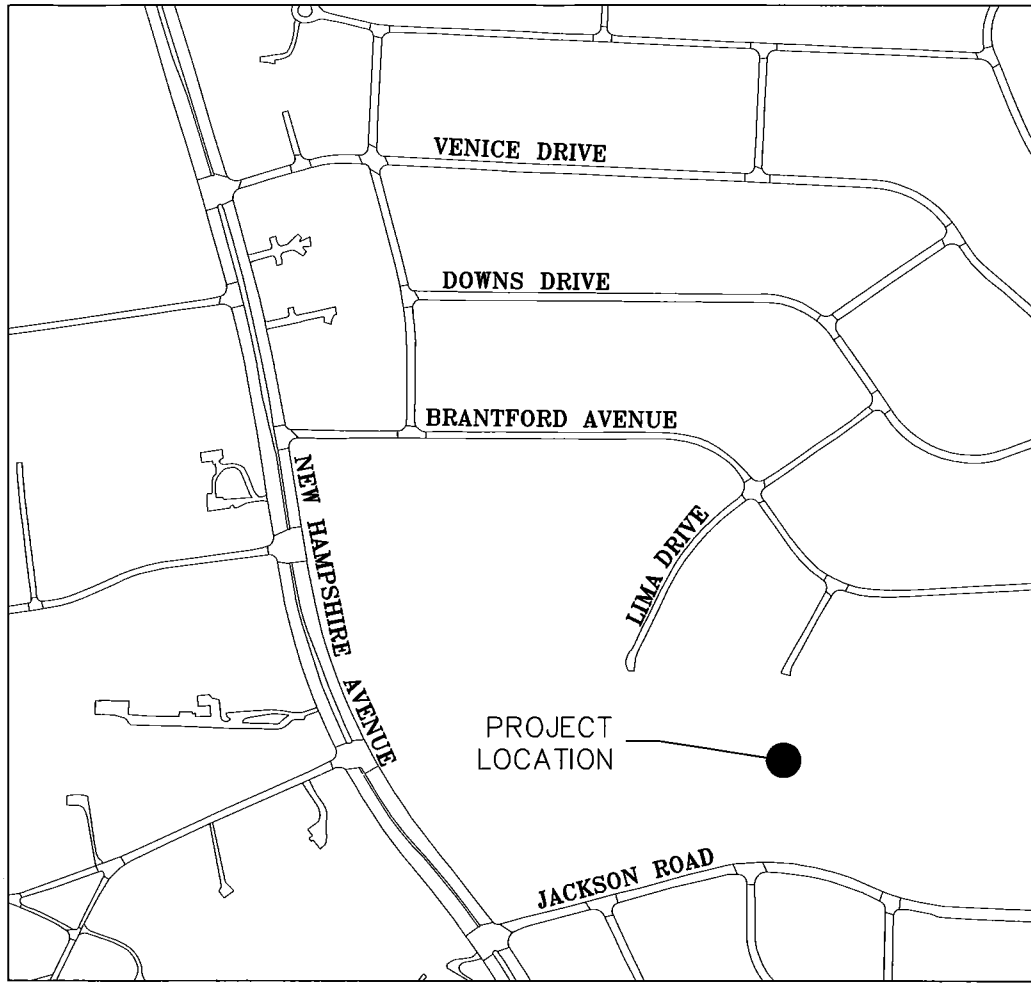 VENICE DRIVE
DOWNS DRIVE
BRANTFORD AVENUE
NEW HAMPSHIRE AVENUE
LIMA DRIVE
PROJECT
LOCATION
JACKSON ROAD